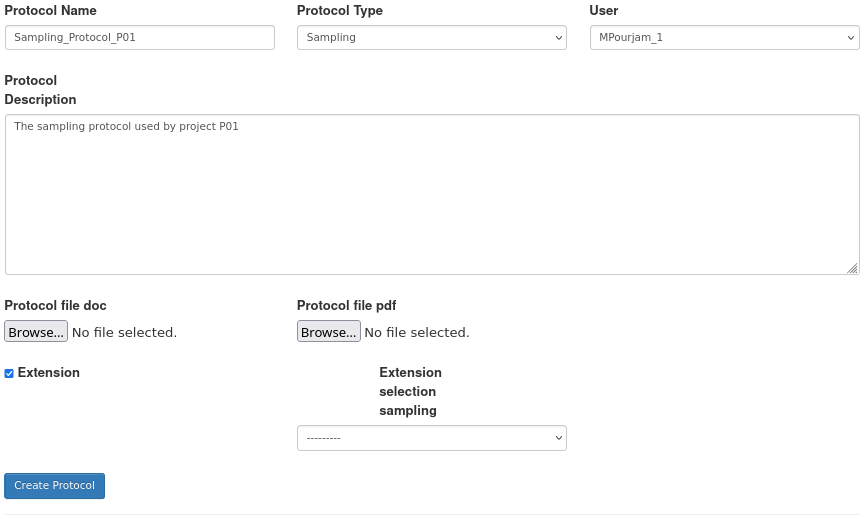 Protocol Name
Protocol Type
User
Sampling_Protocol_P01
Sampling
MPourjam_1
Protocol
Description
The sampling protocol used by project P01
Protocol file doc
Protocol file pdf
Browse... No file selected.
Browse... No file selected.
Extension
Extension
selection
sampling
---------
Create Protocol